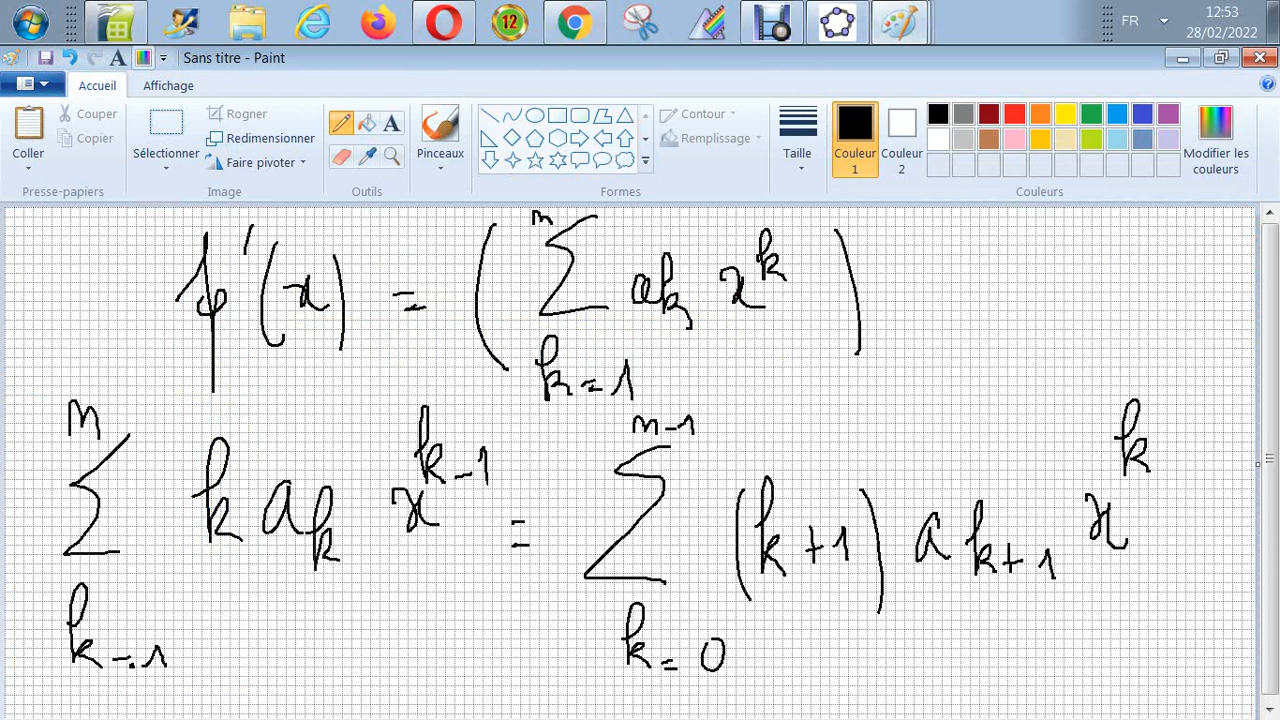 12
FR
12:53
28/02/2022
Sans titre - Paint
Accueil Affichage
Coller
Couper
Copier
Presse-papiers
Sélectionner
Rogner
Redimensionner
Faire pivoter
Image
A
Outils
Pinceaux
Contour
Remplissage
Formes
Taille
Couleur 1
Couleur 2
Modifier les couleurs
Couleurs
f'(x) = ( ∑_{k=1}^{n} a_k x^k )
∑_{k=1}^{n} k a_k x^{k-1} = ∑_{k=0}^{n-1} (k+1) a_{k+1} x^k